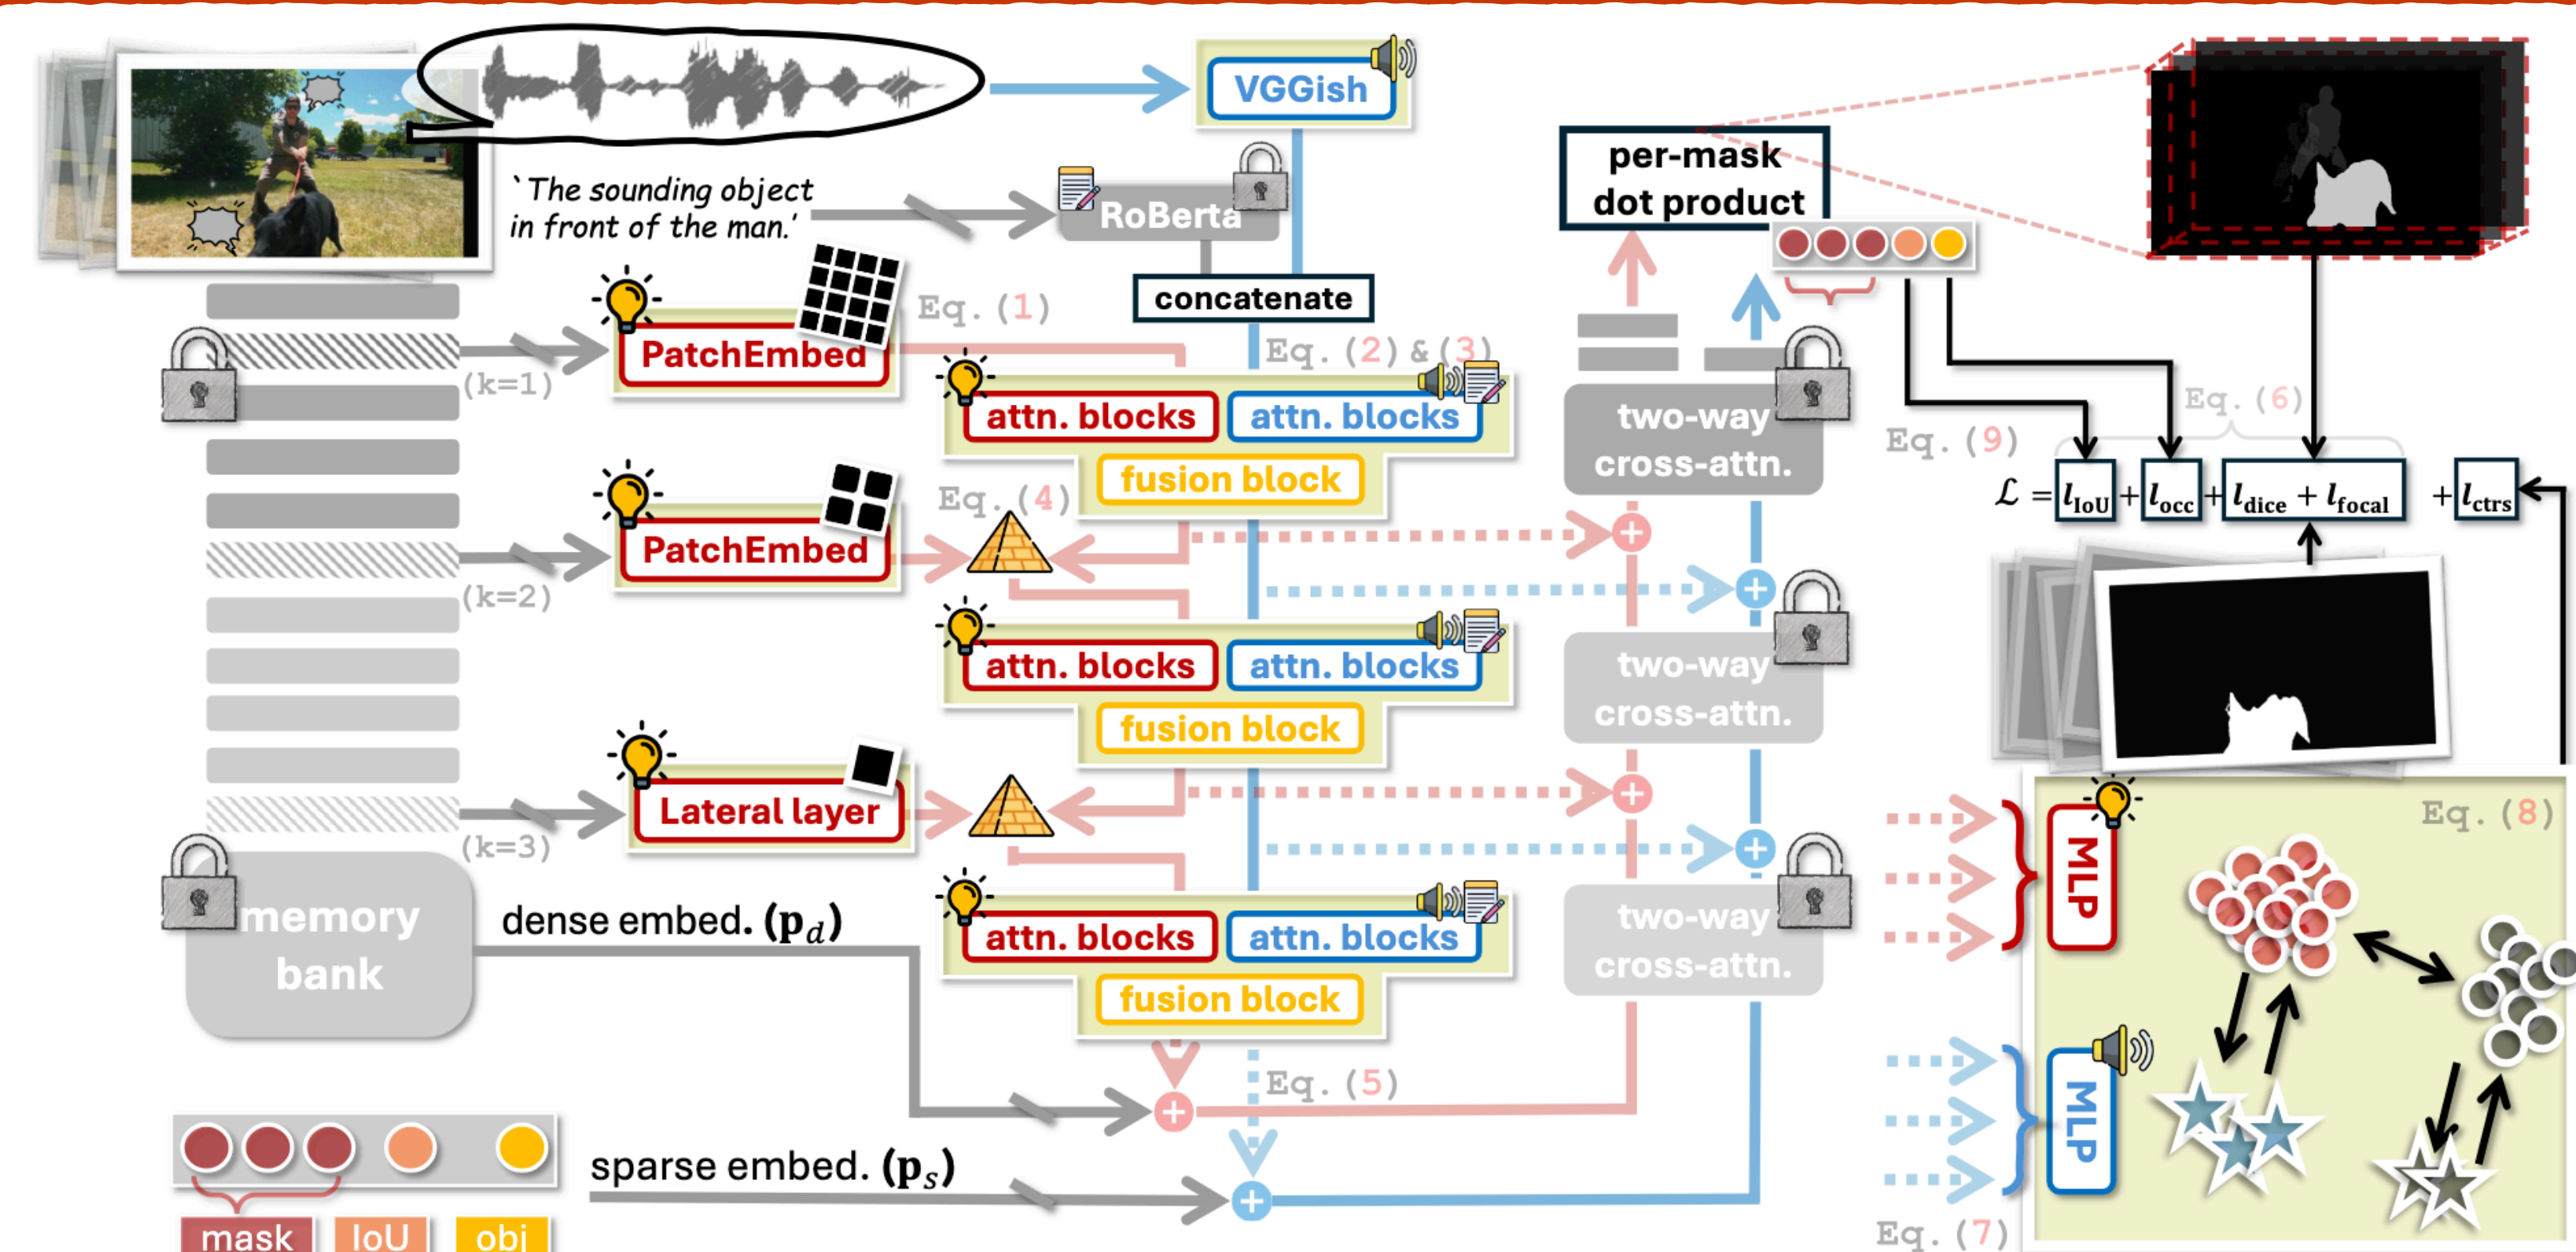 VGGish
`The sounding object
in front of the man.'
RoBerta
per-mask
dot product
concatenate
Eq. (1)
Eq. (2) & (3)
PatchEmbed
(k=1)
attn. blocks
attn. blocks
fusion block
two-way
cross-attn.
Eq. (9)
Eq. (6)
ℒ = l_IoU + l_occ + l_dice + l_focal + l_ctrs
Eq. (4)
PatchEmbed
(k=2)
attn. blocks
attn. blocks
fusion block
two-way
cross-attn.
Lateral layer
(k=3)
Eq. (8)
MLP
memory
bank
dense embed. (p_d)
attn. blocks
attn. blocks
fusion block
two-way
cross-attn.
Eq. (5)
MLP
sparse embed. (p_s)
Eq. (7)
mask
IoU
obj